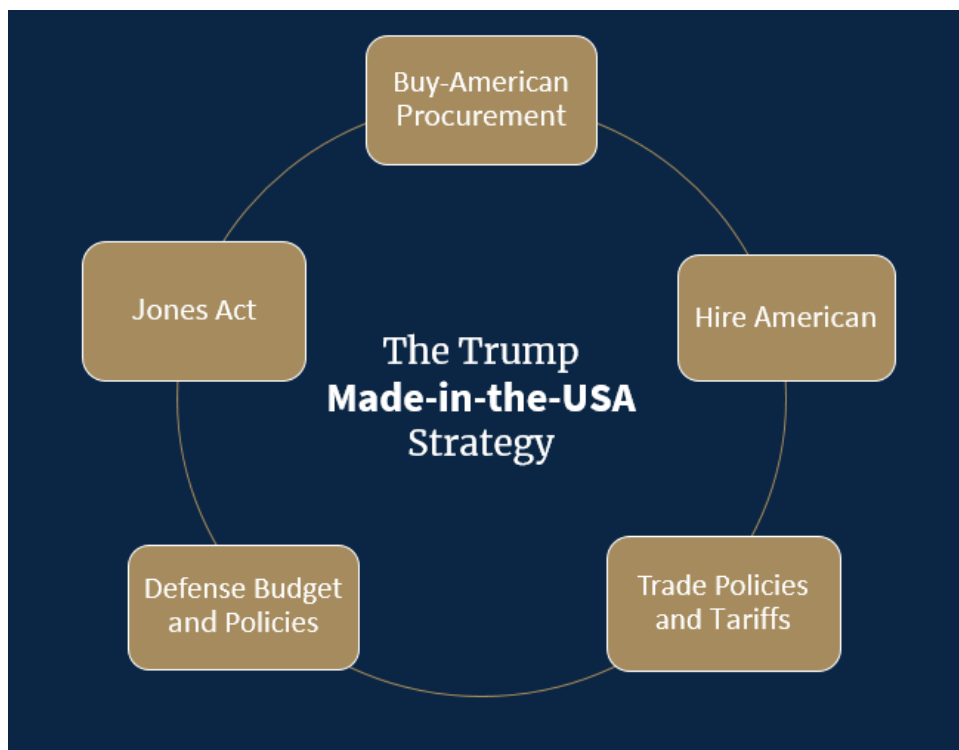 Buy-American
Procurement
Jones Act
Hire American
The Trump
Made-in-the-USA
Strategy
Defense Budget
and Policies
Trade Policies
and Tariffs